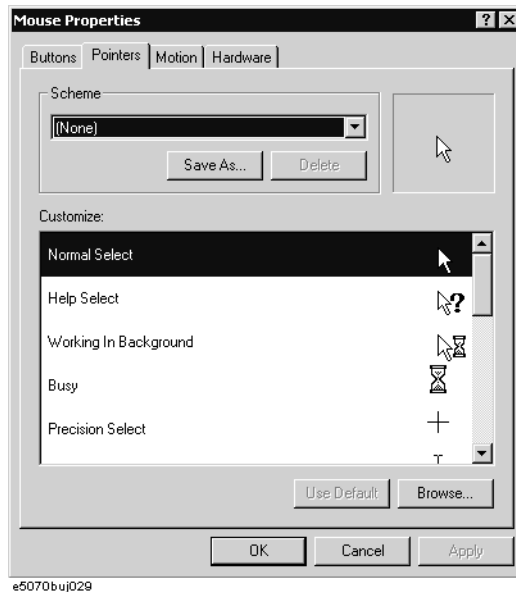 Mouse Properties
Buttons Pointers Motion Hardware
Scheme
(None)
Save As... Delete
Customize:
Normal Select
Help Select
Working In Background
Busy
Precision Select
Use Default Browse...
OK Cancel Apply
e5070buj029